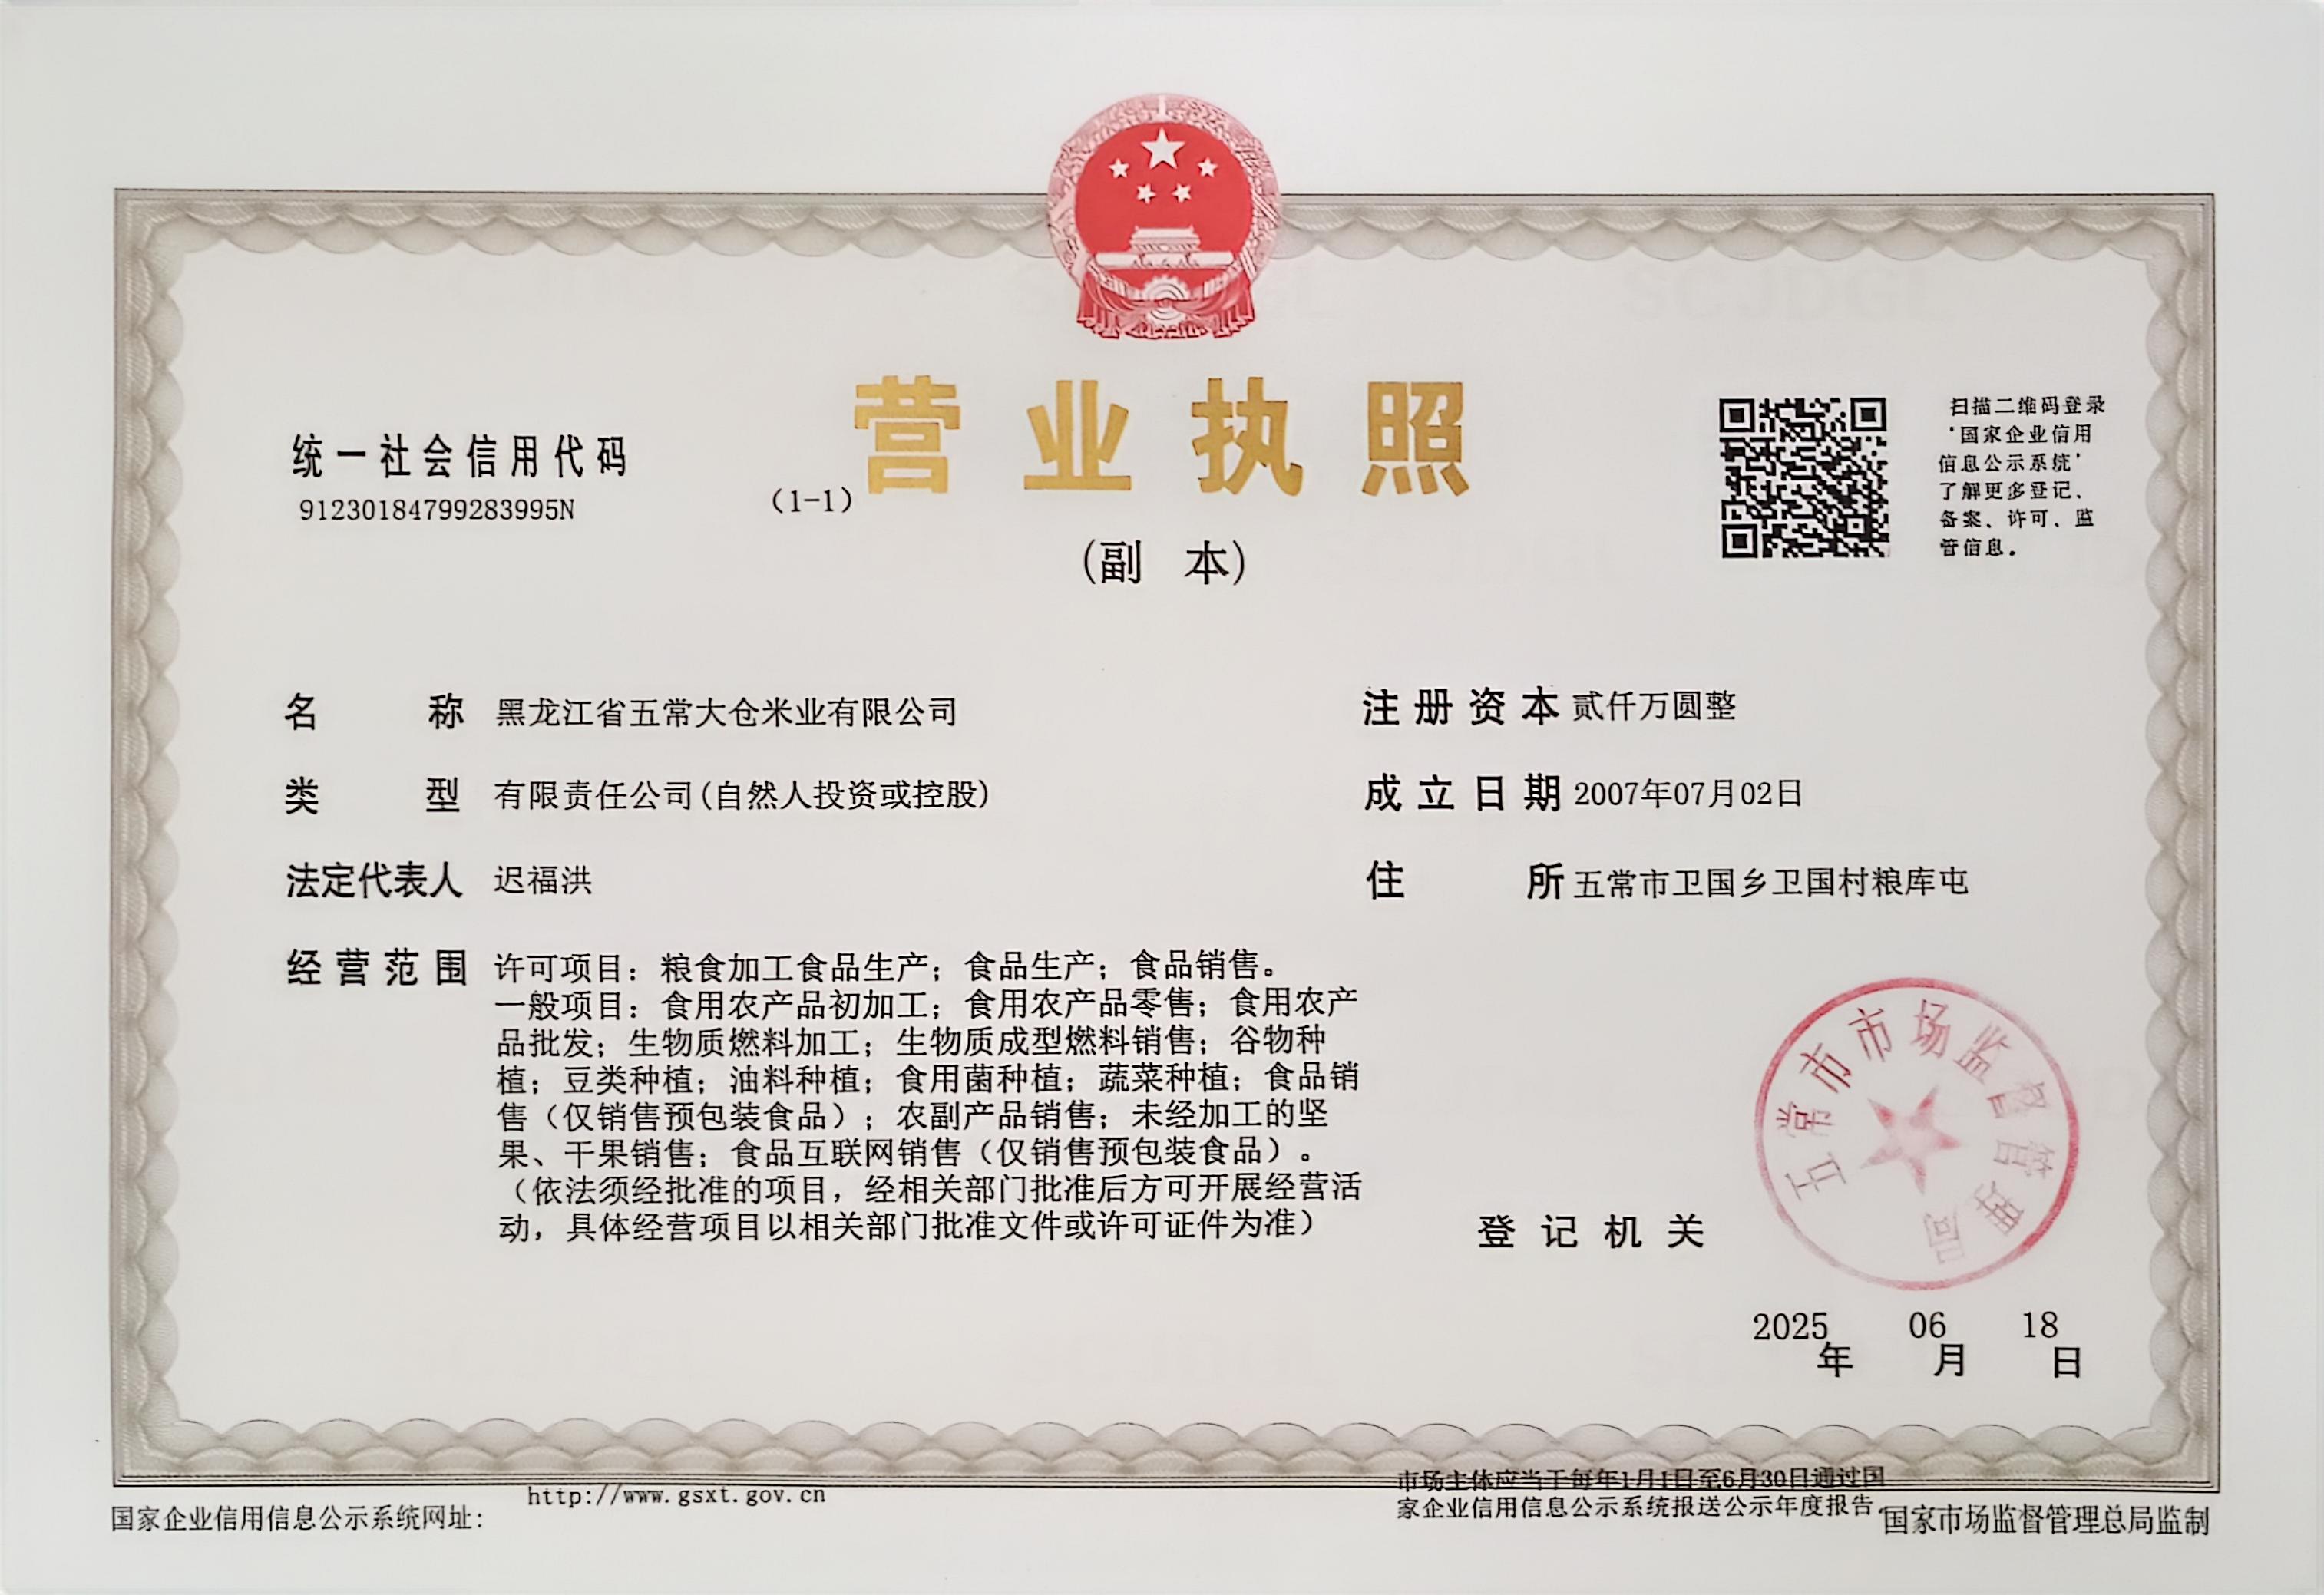 营业执照
(副 本)
(1-1)
统一社会信用代码
91230184799283995N
扫描二维码登录
'国家企业信用
信息公示系统'
了解更多登记、
备案、许可、监
管信息。
名 称 黑龙江省五常大仓米业有限公司
类 型 有限责任公司(自然人投资或控股)
法定代表人 迟福洪
经营范围 许可项目：粮食加工食品生产；食品生产；食品销售。
一般项目：食用农产品初加工；食用农产品零售；食用农产
品批发；生物质燃料加工；生物质成型燃料销售；谷物种
植；豆类种植；油料种植；食用菌种植；蔬菜种植；食品销
售（仅销售预包装食品）；农副产品销售；未经加工的坚
果、干果销售；食品互联网销售（仅销售预包装食品）。
（依法须经批准的项目，经相关部门批准后方可开展经营活
动，具体经营项目以相关部门批准文件或许可证件为准）
注册资本 贰仟万圆整
成立日期 2007年07月02日
住 所 五常市卫国乡卫国村粮库屯
登记机关
五常市市场监督管理局
2025年 06月 18日
国家企业信用信息公示系统网址：
http://www.gsxt.gov.cn
市场主体应当于每年1月1日至6月30日通过国
家企业信用信息公示系统报送公示年度报告
国家市场监督管理总局监制